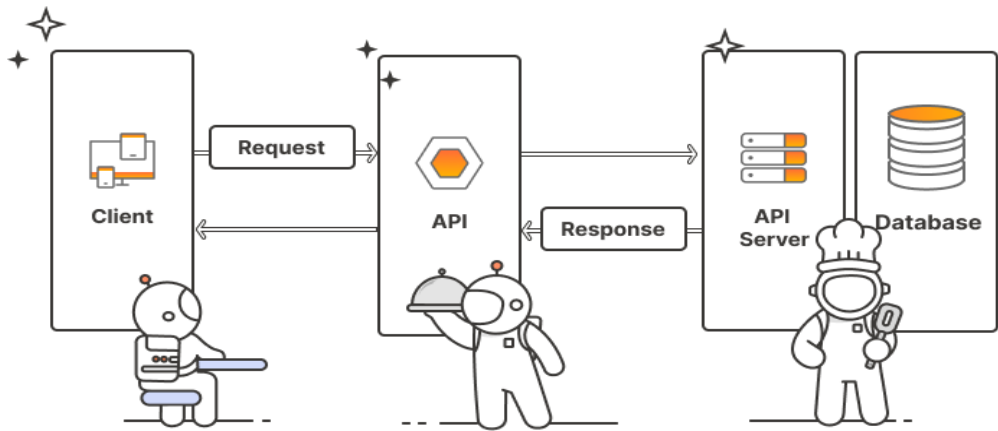 Request
Client
API
Response
API
Server
Database